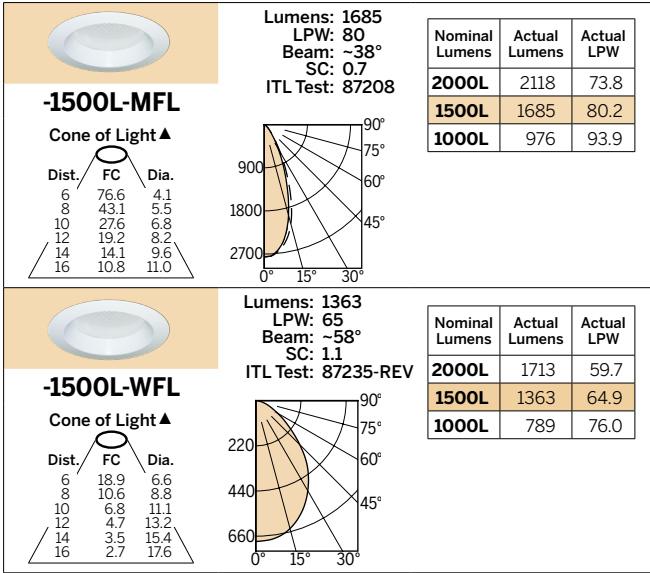 -1500L-MFL
Cone of Light▲
Dist. FC Dia.
6 76.6 4.1
8 43.1 5.5
10 27.6 6.8
12 19.2 8.2
14 14.1 9.6
16 10.8 11.0
Lumens: 1685
LPW: 80
Beam: ~38°
SC: 0.7
ITL Test: 87208
90°
75°
60°
45°
900
1800
2700
0° 15° 30°
Nominal Lumens Actual Lumens Actual LPW
2000L 2118 73.8
1500L 1685 80.2
1000L 976 93.9
-1500L-WFL
Cone of Light▲
Dist. FC Dia.
6 18.9 6.6
8 10.6 8.8
10 6.8 11.1
12 4.7 13.2
14 3.5 15.4
16 2.7 17.6
Lumens: 1363
LPW: 65
Beam: ~58°
SC: 1.1
ITL Test: 87235-REV
90°
75°
60°
45°
220
440
660
0° 15° 30°
Nominal Lumens Actual Lumens Actual LPW
2000L 1713 59.7
1500L 1363 64.9
1000L 789 76.0